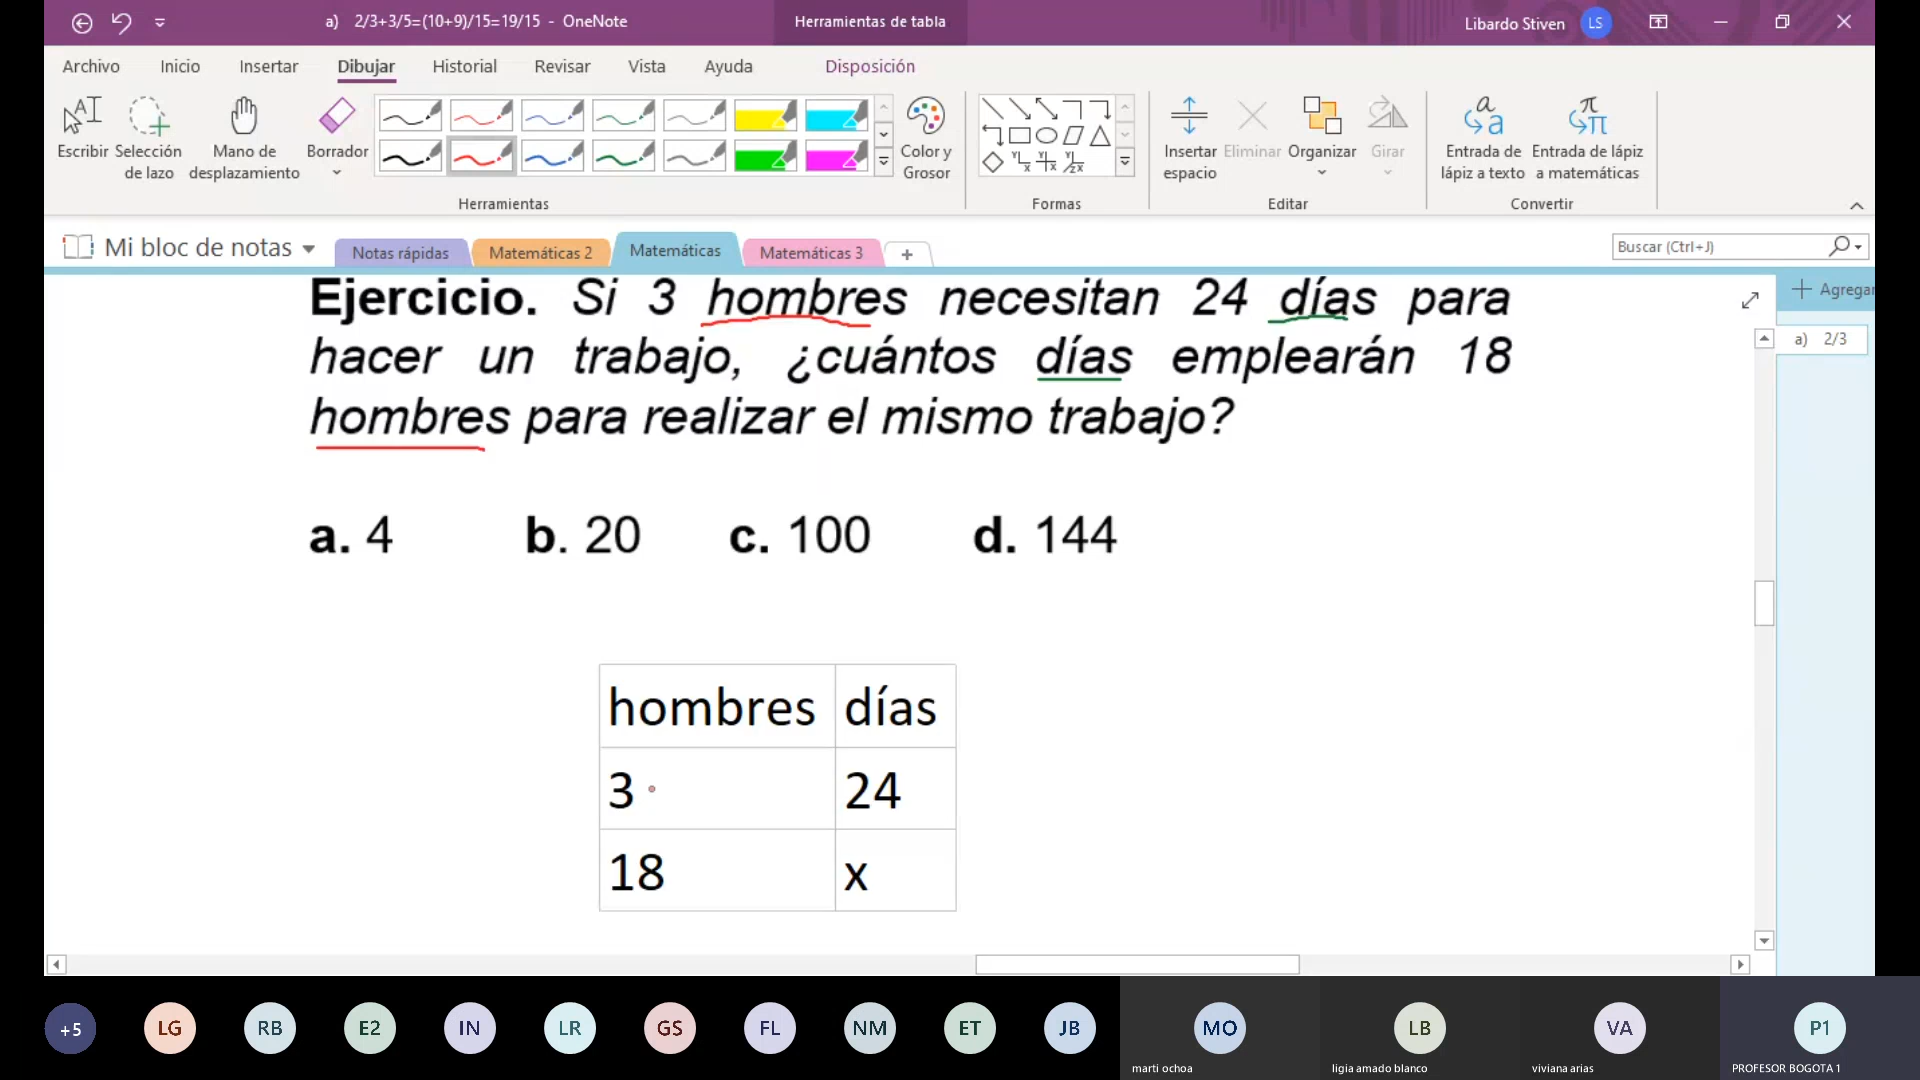 a) 2/3+3/5=(10+9)/15=19/15 - OneNote
Herramientas de tabla
Libardo Stiven
LS
Archivo Inicio Insertar Dibujar Historial Revisar Vista Ayuda Disposición
Escribir
Selección de lazo
Mano de desplazamiento
Borrador
Color y Grosor
Insertar espacio
Eliminar
Organizar
Girar
Entrada de lápiz a texto
Entrada de lápiz a matemáticas
Herramientas
Formas
Editar
Convertir
Mi bloc de notas
Notas rápidas
Matemáticas 2
Matemáticas
Matemáticas 3
Buscar (Ctrl+J)
Agregar
a) 2/3
Ejercicio. Si 3 hombres necesitan 24 días para
hacer un trabajo, ¿cuántos días emplearán 18
hombres para realizar el mismo trabajo?
a. 4 b. 20 c. 100 d. 144
hombres días
3 24
18 x
+5 LG RB E2 IN LR GS FL NM ET JB MO LB VA P1
marti ochoa
ligia amado blanco
viviana arias
PROFESOR BOGOTA 1